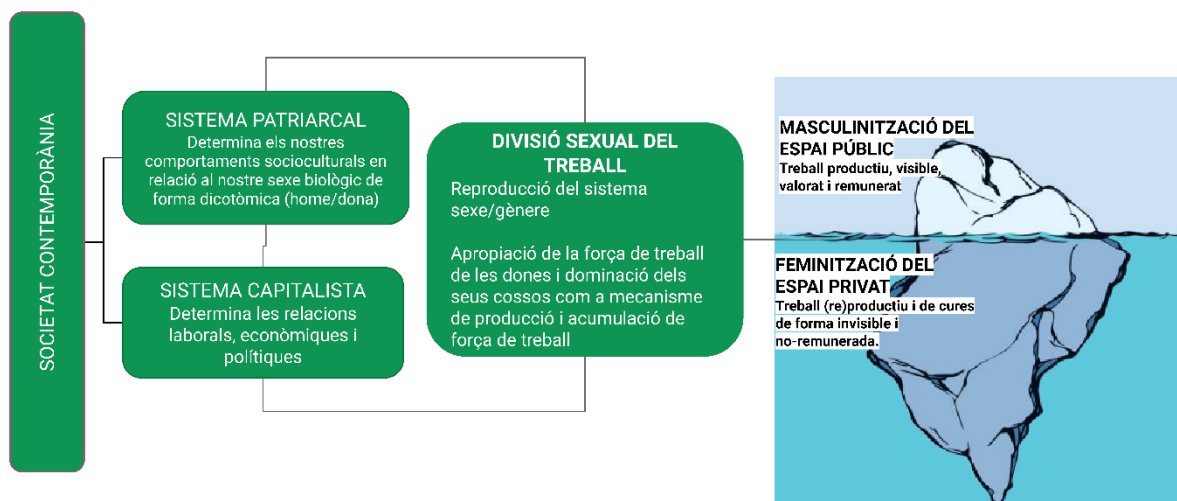 SOCIETAT CONTEMPORÀNIA
SISTEMA PATRIARCAL
Determina els nostres
comportaments socioculturals en
relació al nostre sexe biològic de
forma dicotòmica (home/dona)
SISTEMA CAPITALISTA
Determina les relacions
laborals, econòmiques i
polítiques
DIVISIÓ SEXUAL DEL
TREBALL
Reproducció del sistema
sexe/gènere
Apropiació de la força de treball
de les dones i dominació dels
seus cossos com a mecanisme
de producció i acumulació de
força de treball
MASCULINITZACIÓ DEL
ESPAI PÚBLIC
Treball productiu, visible,
valorat i remunerat
FEMINITZACIÓ DEL
ESPAI PRIVAT
Treball (re)productiu i de cures
de forma invisible i
no-remunerada.